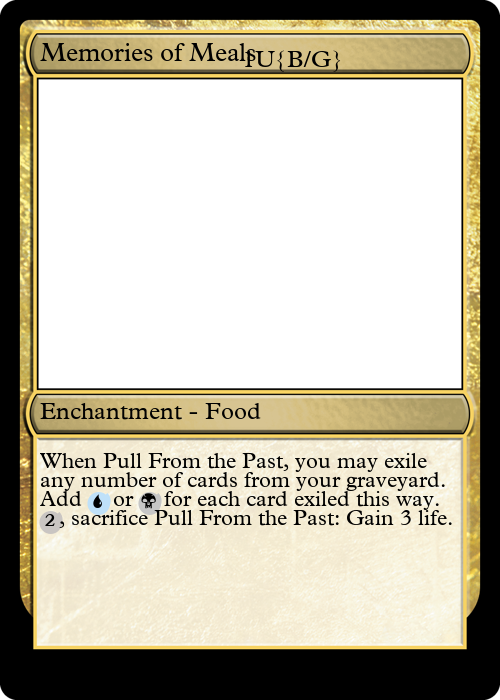 Memories of Meals 1U{B/G}
Enchantment - Food
When Pull From the Past, you may exile
any number of cards from your graveyard.
Add or for each card exiled this way.
2, sacrifice Pull From the Past: Gain 3 life.